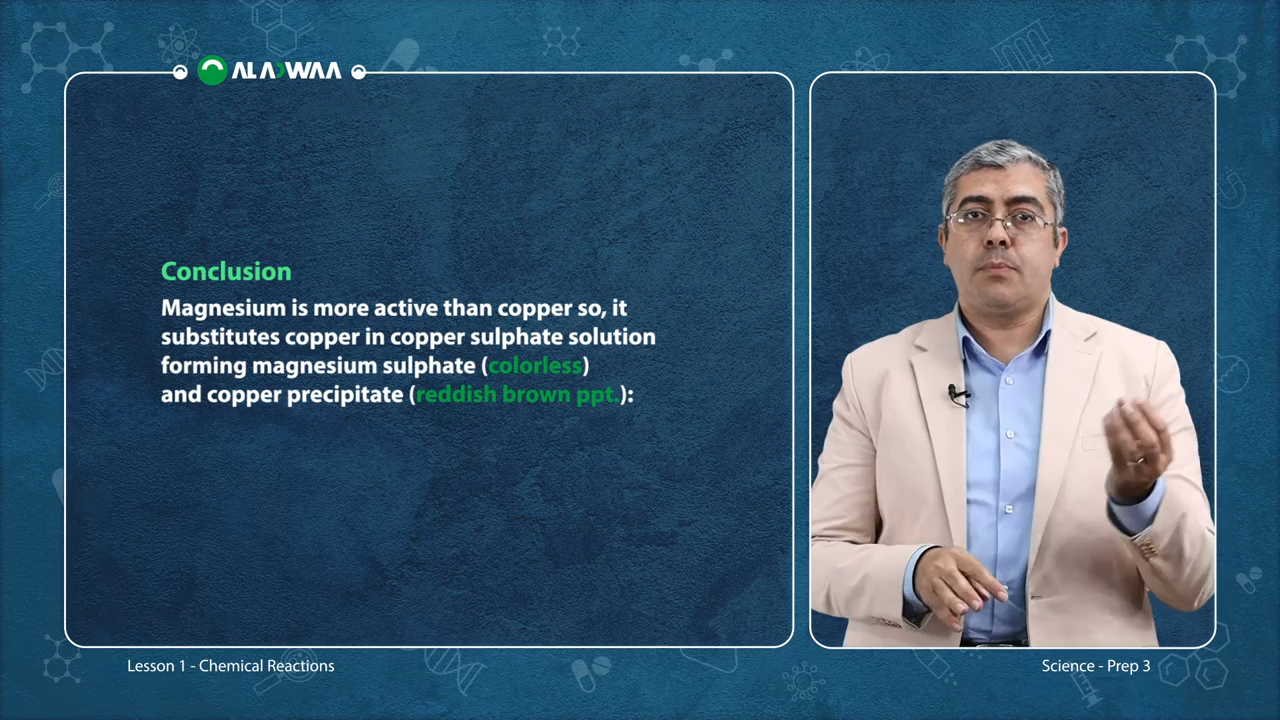 ALADWAA
Conclusion
Magnesium is more active than copper so, it
substitutes copper in copper sulphate solution
forming magnesium sulphate (colorless)
and copper precipitate (reddish brown ppt.):
Lesson 1 - Chemical Reactions
Science - Prep 3